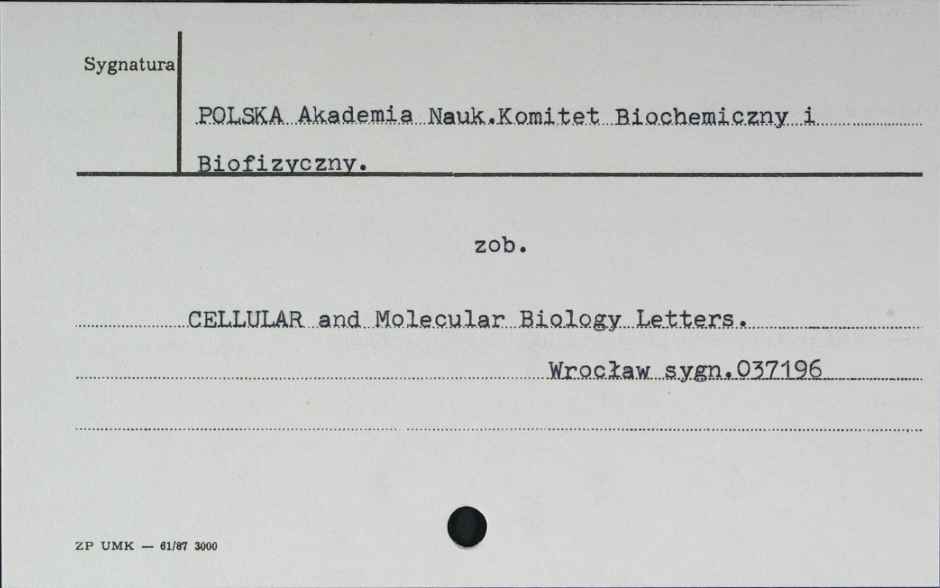 Sygnatura
POLSKA Akademia Nauk.Komitet Biochemiczny i
Biofizyczny.
zob.
CELLULAR and Molecular Biology Letters.
Wrocław sygn.037196
ZP UMK — 61/87 3000